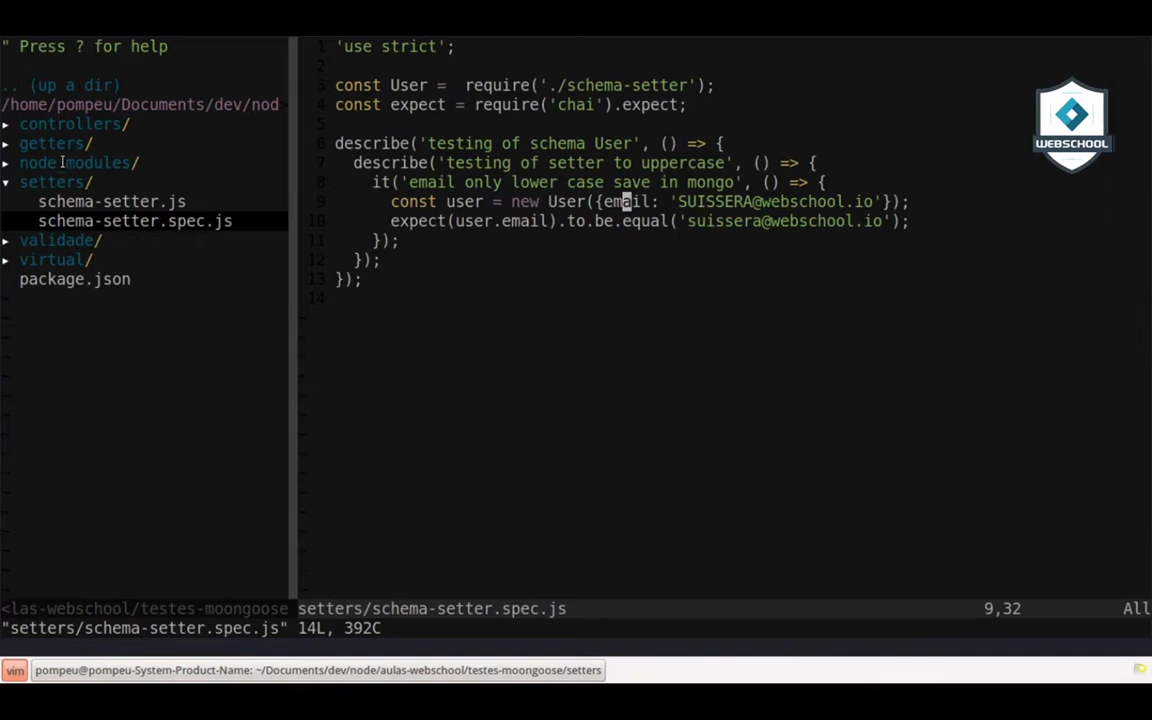 " Press ? for help
.. (up a dir)
/home/pompeu/Documents/dev/nod>
▸ controllers/
▸ getters/
▸ node_modules/
▾ setters/
schema-setter.js
schema-setter.spec.js
▸ validade/
▸ virtual/
package.json
1 'use strict';
2
3 const User =  require('./schema-setter');
4 const expect = require('chai').expect;
5
6 describe('testing of schema User', () => {
7   describe('testing of setter to uppercase', () => {
8     it('email only lower case save in mongo', () => {
9       const user = new User({email: 'SUISSERA@webschool.io'});
10       expect(user.email).to.be.equal('suissera@webschool.io');
11     });
12   });
13 });
14
WEBSCHOOL
<las-webschool/testes-moongoose setters/schema-setter.spec.js 9,32 All
"setters/schema-setter.spec.js" 14L, 392C
vim pompeu@pompeu-System-Product-Name: ~/Documents/dev/node/aulas-webschool/testes-moongoose/setters